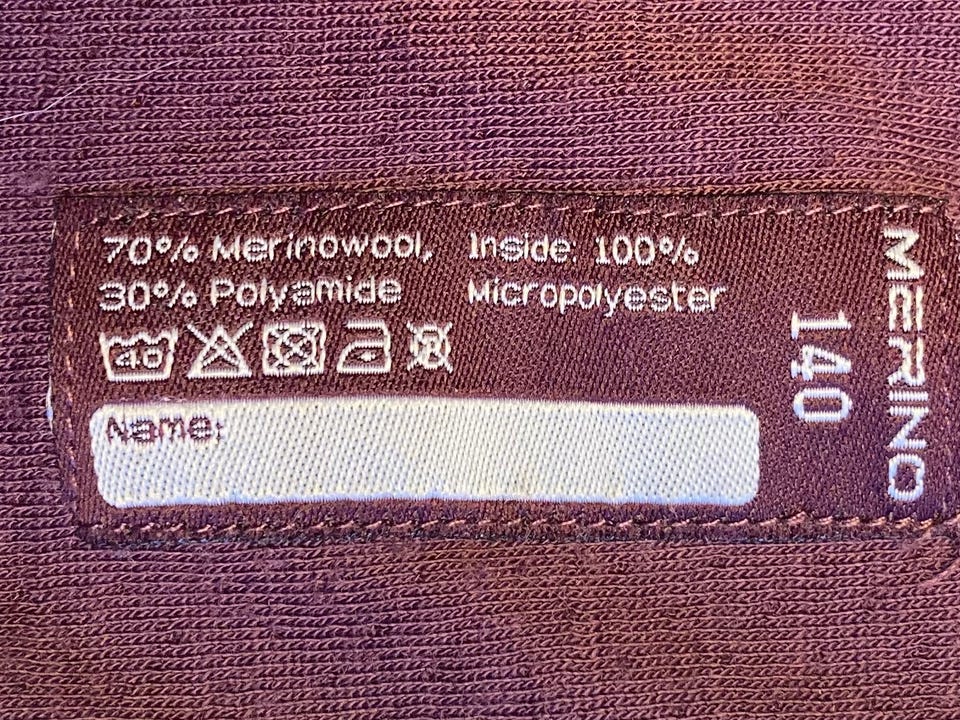 70% Merinowool,
30% Polyamide
Inside: 100%
Micropolyester
40
P
Name:
140
MERINO